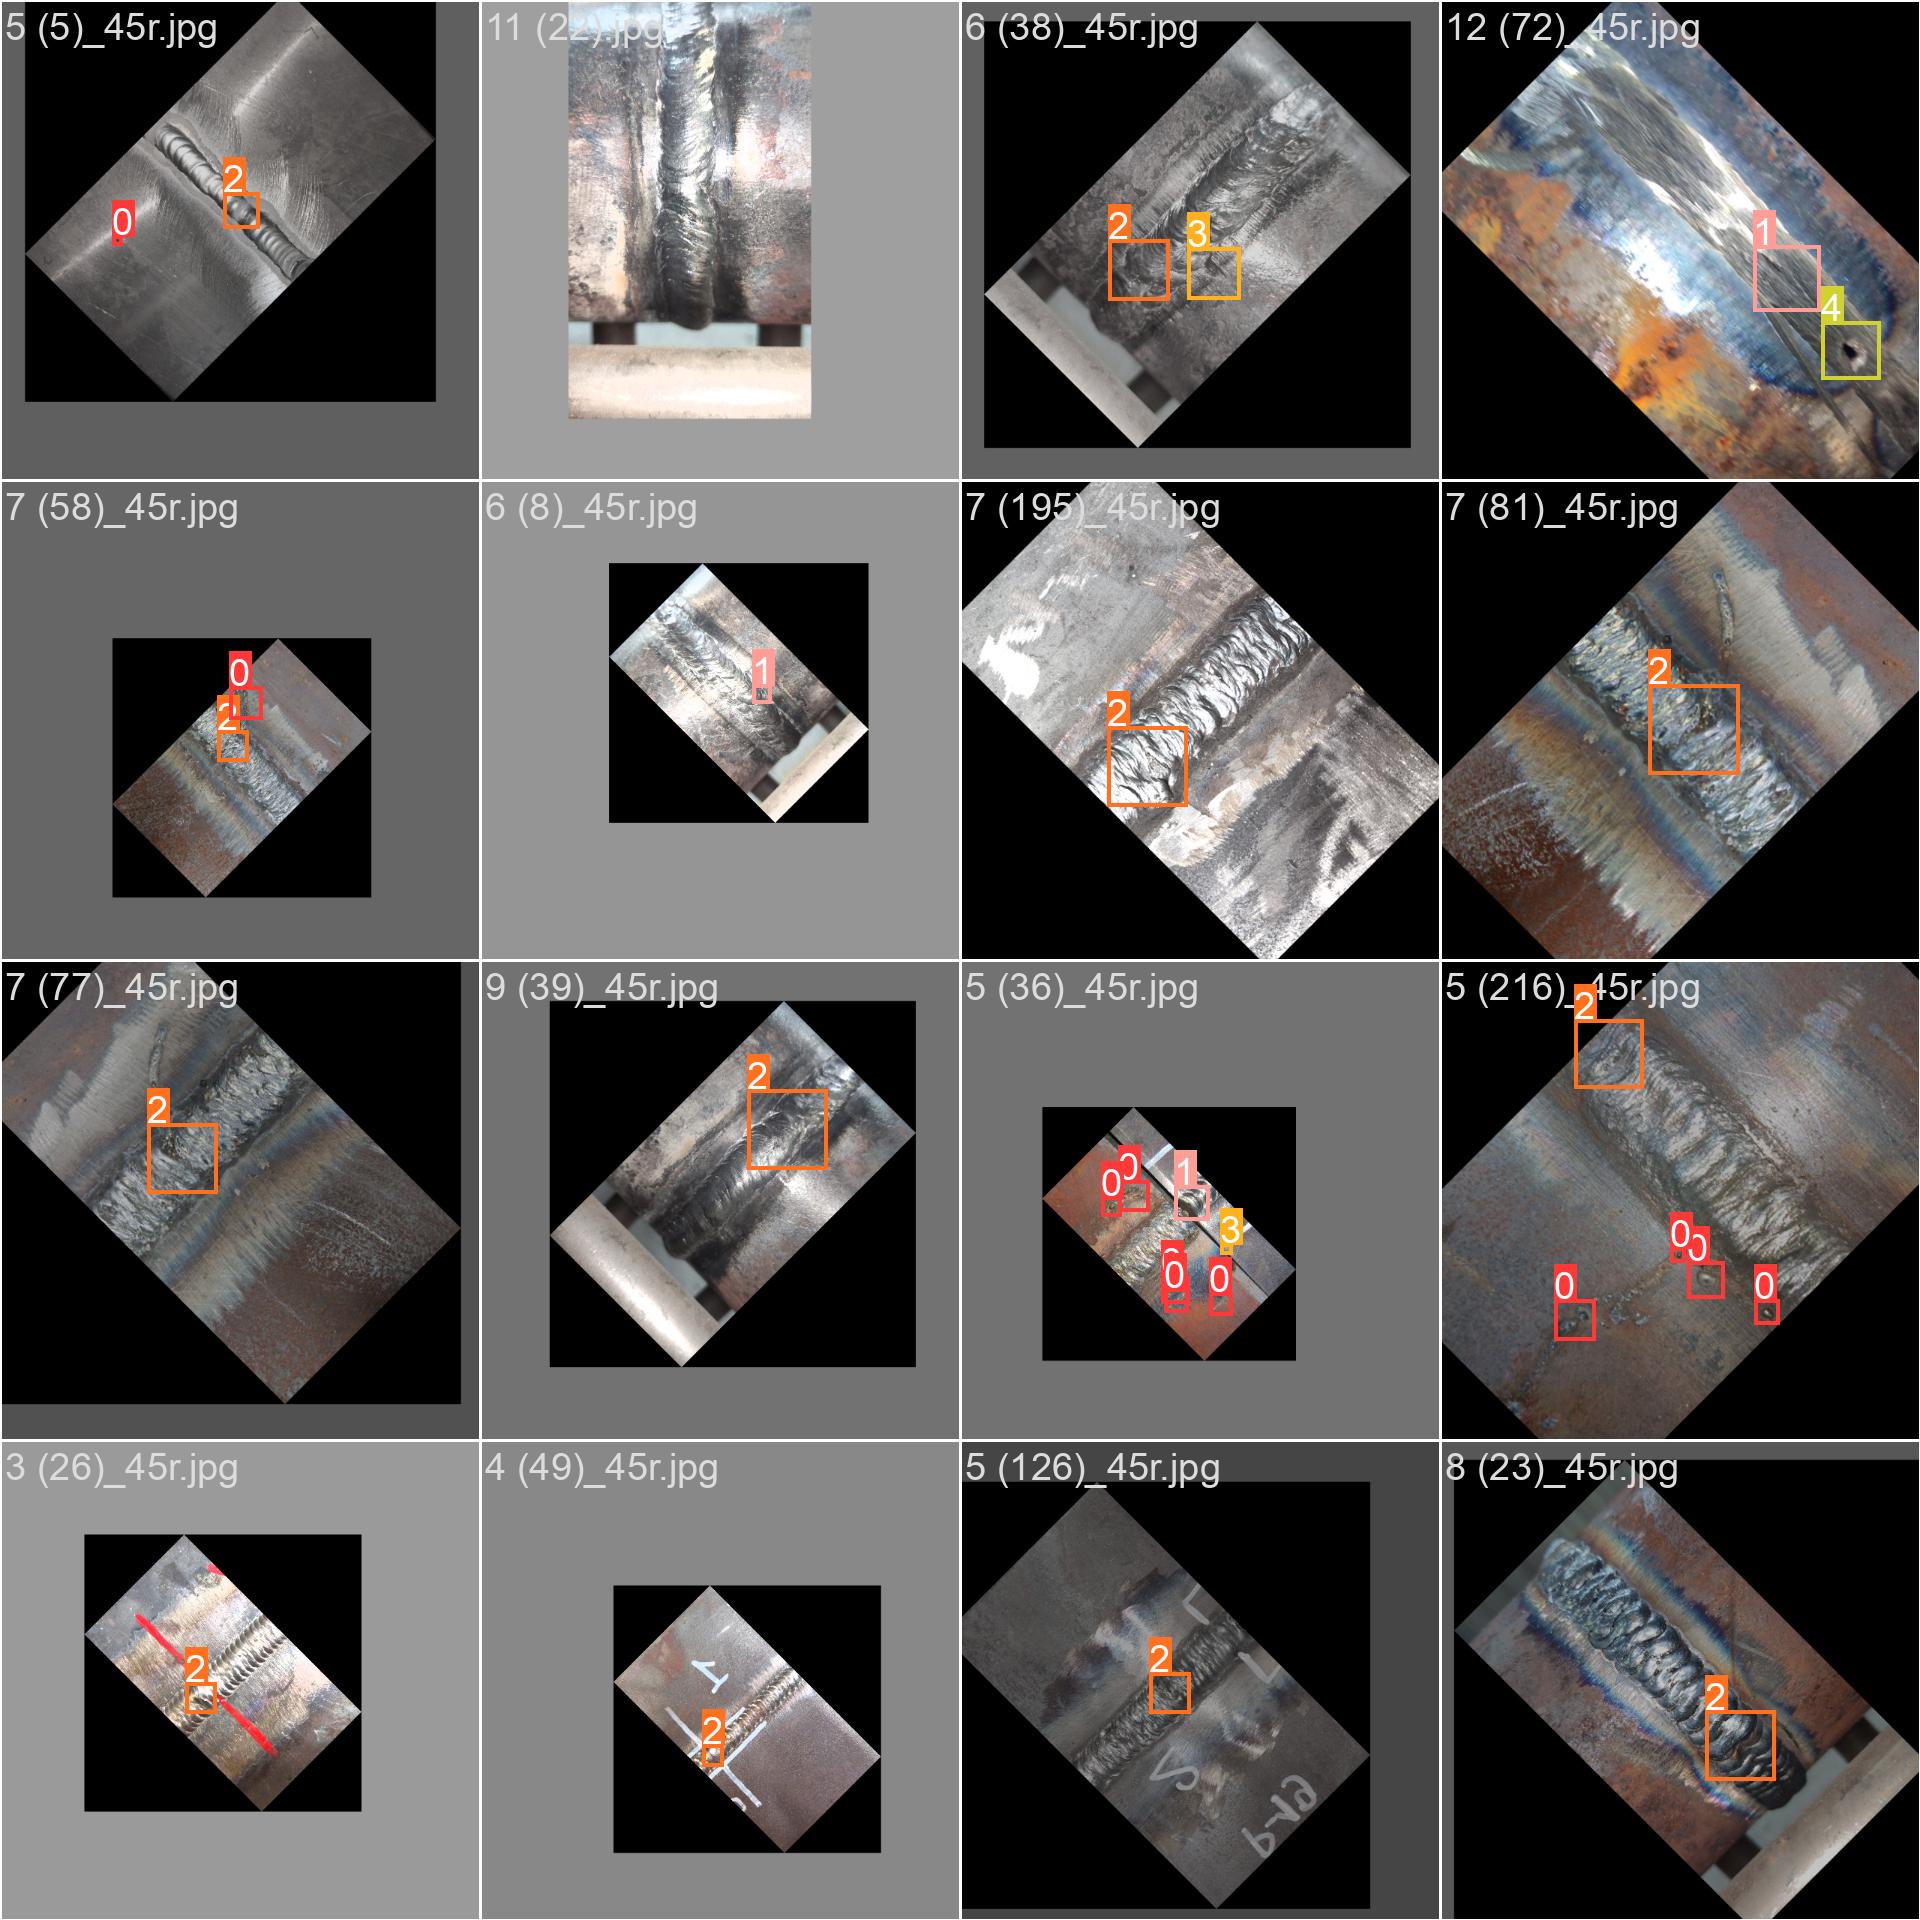 5 (5)_45r.jpg
11 (22).jpg
6 (38)_45r.jpg
12 (72)_45r.jpg
0
2
2
3
1
4
7 (58)_45r.jpg
6 (8)_45r.jpg
7 (195)_45r.jpg
7 (81)_45r.jpg
0
2
1
2
2
7 (77)_45r.jpg
9 (39)_45r.jpg
5 (36)_45r.jpg
5 (216)_45r.jpg
2
2
0
0
1
3
0
0
2
0
0
0
0
3 (26)_45r.jpg
4 (49)_45r.jpg
5 (126)_45r.jpg
8 (23)_45r.jpg
2
2
2
2